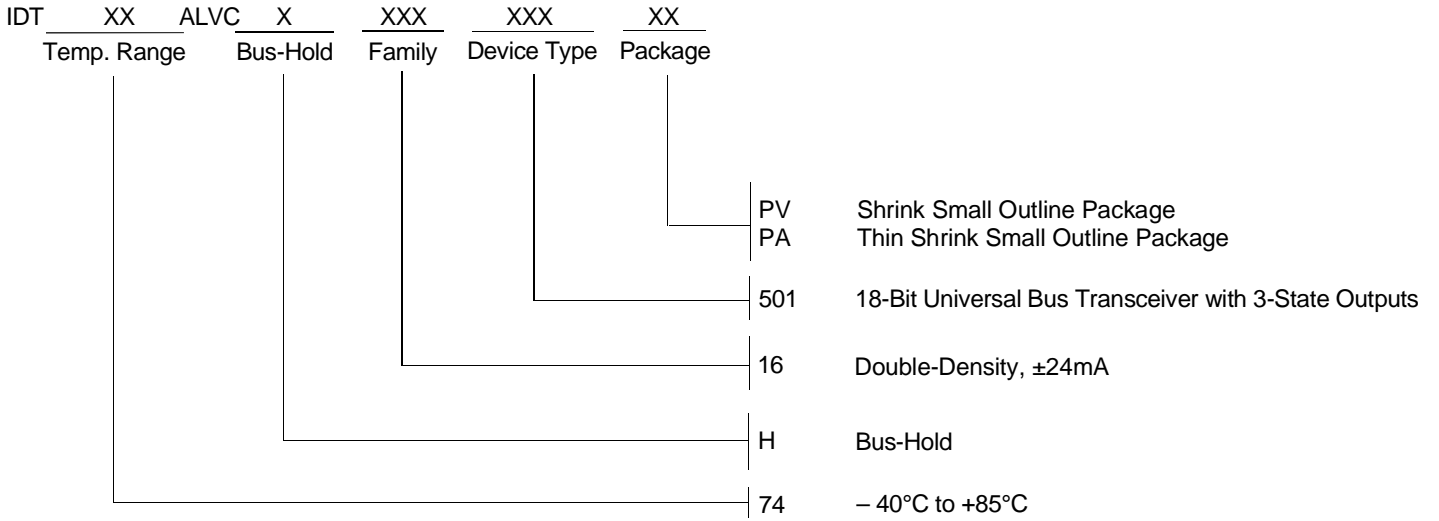 IDT XX ALVC X XXX XXX XX
Temp. Range Bus-Hold Family Device Type Package
PV Shrink Small Outline Package
PA Thin Shrink Small Outline Package
501 18-Bit Universal Bus Transceiver with 3-State Outputs
16 Double-Density, ±24mA
H Bus-Hold
74 – 40°C to +85°C